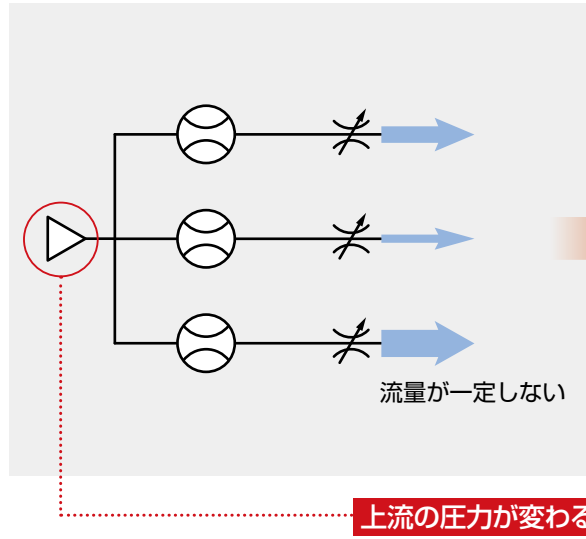 流量が一定しない
上流の圧力が変わる